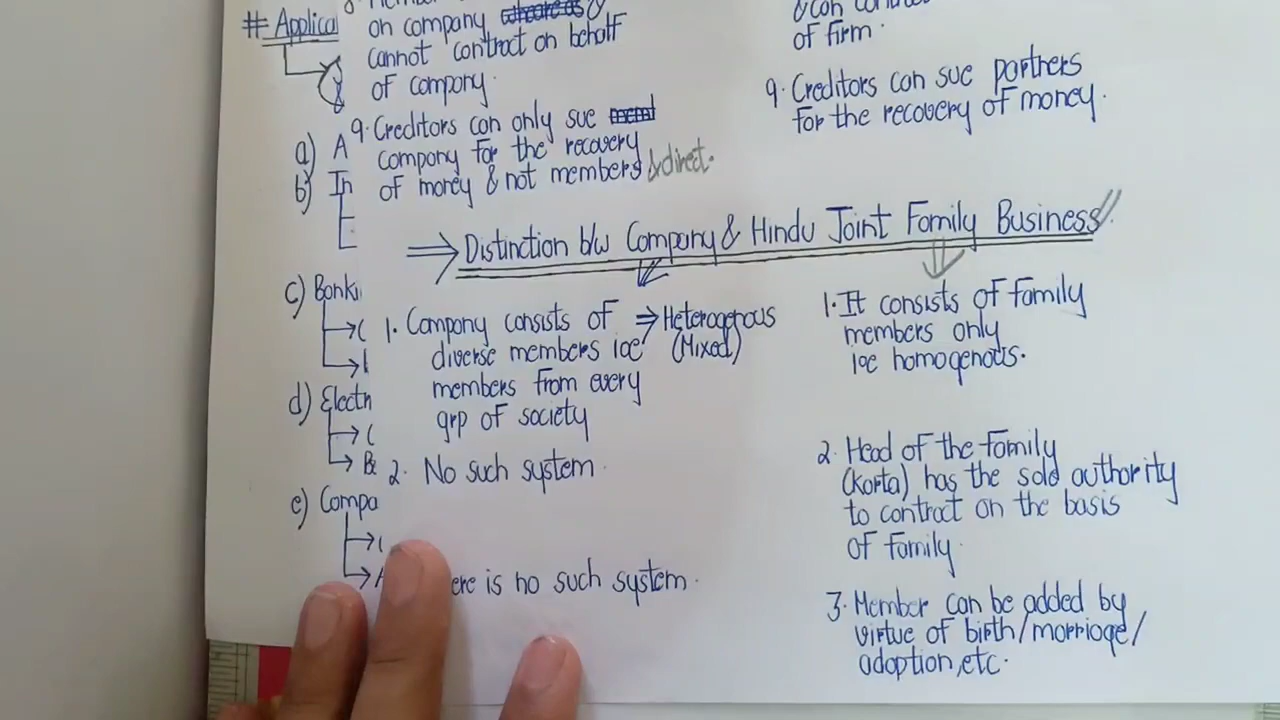 # Applica
on company
cannot contract on behalf
of company.
9. Creditors can only sue
company for the recovery
of money & not members & direct.
of firm.
9. Creditors can sue partners
for the recovery of money.
a) A
b) In
c) Banki
d) Electr
e) Compa
⇒ Distinction b/w Company & Hindu Joint Family Business
1. Company consists of ⇒ Heterogenous
diverse members ioe (Mixed)
members from every
grp of society
2. No such system.
ere is no such system.
1. It consists of family
members only
ioe homogenous.
2. Head of the family
(Karta) has the sold authority
to contract on the basis
of family.
3. Member can be added by
virtue of birth/marriage/
adoption, etc.